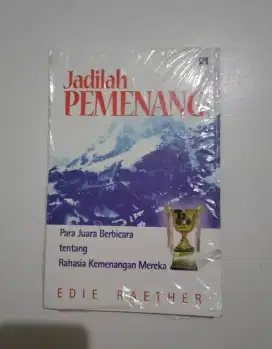 Jadilah
PEMENANG
Para Juara Berbicara
tentang
Rahasia Kemenangan Mereka
EDIE RAETHER